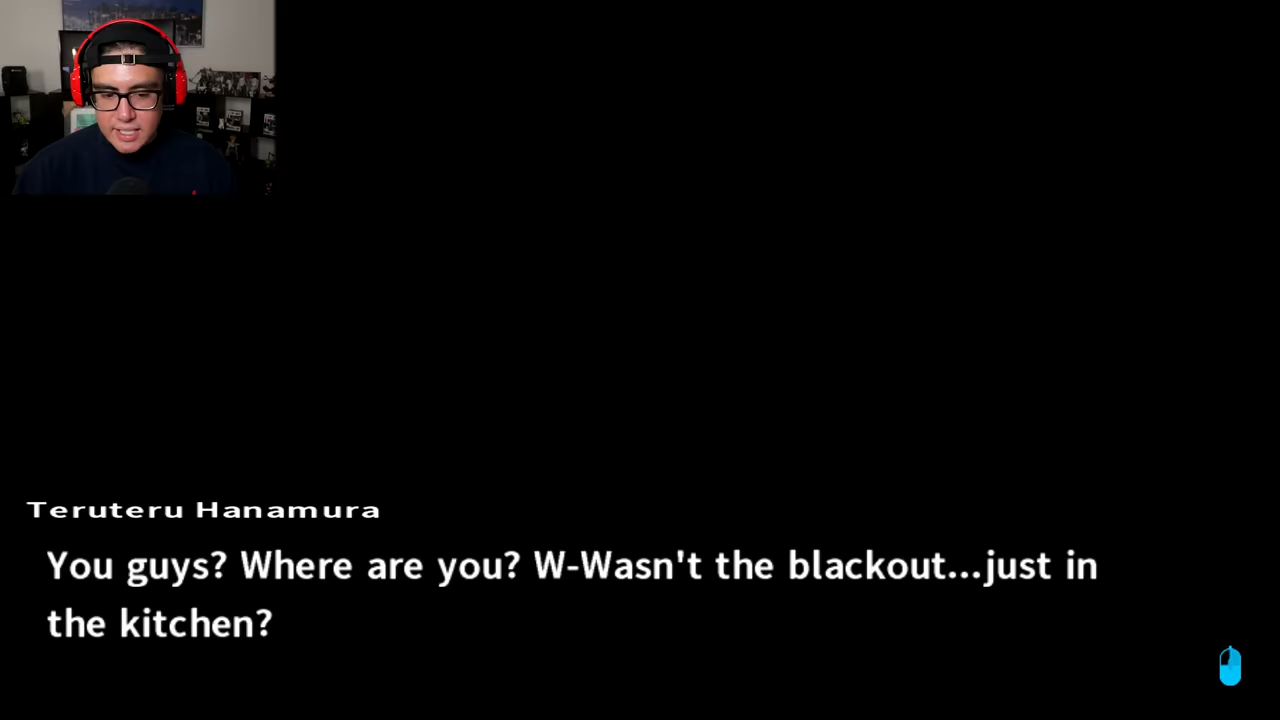 Teruteru Hanamura
You guys? Where are you? W-Wasn't the blackout...just in
the kitchen?